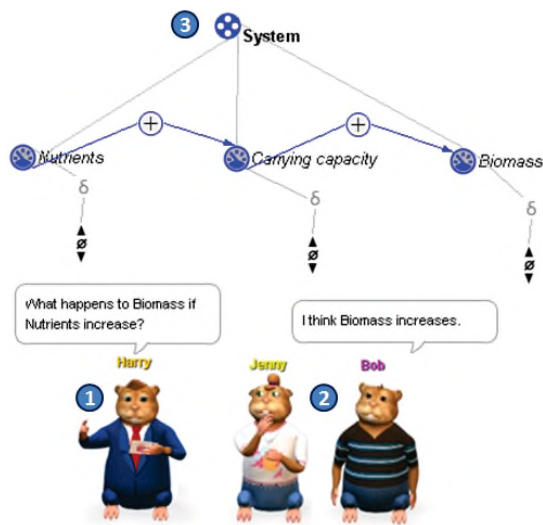 3
System
+
+
Nutrients
Carrying capacity
Biomass
δ
δ
δ
ø
ø
ø
What happens to Biomass if
Nutrients increase?
I think Biomass increases.
Harry
Jenny
Bob
1
2